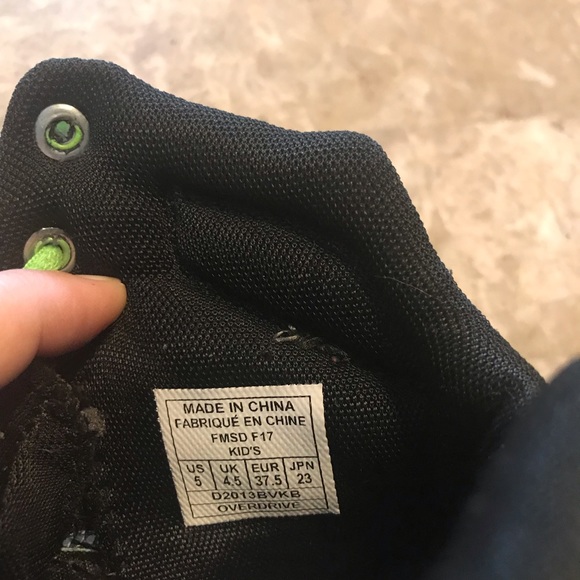 MADE IN CHINA
FABRIQUÉ EN CHINE
FMSD F17
KID'S
US UK EUR JPN
5 4.5 37.5 23
D2013BVKB
OVERDRIVE